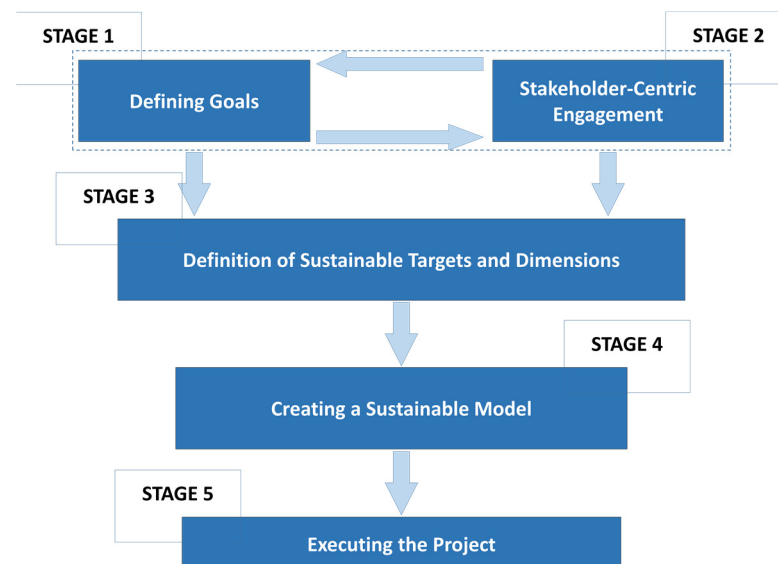 STAGE 1
STAGE 2
Defining Goals
Stakeholder-Centric
Engagement
STAGE 3
Definition of Sustainable Targets and Dimensions
STAGE 4
Creating a Sustainable Model
STAGE 5
Executing the Project